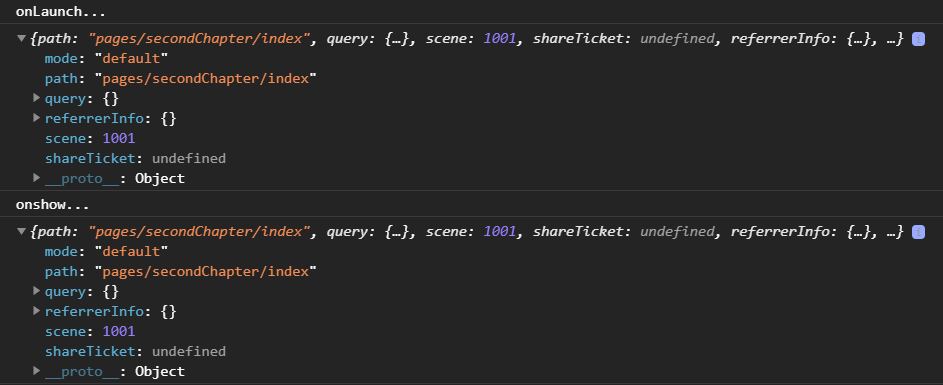 onLaunch...
{path: "pages/secondChapter/index", query: {…}, scene: 1001, shareTicket: undefined, referrerInfo: {…}, …} i
mode: "default"
path: "pages/secondChapter/index"
query: {}
referrerInfo: {}
scene: 1001
shareTicket: undefined
__proto__: Object
onshow...
{path: "pages/secondChapter/index", query: {…}, scene: 1001, shareTicket: undefined, referrerInfo: {…}, …} i
mode: "default"
path: "pages/secondChapter/index"
query: {}
referrerInfo: {}
scene: 1001
shareTicket: undefined
__proto__: Object